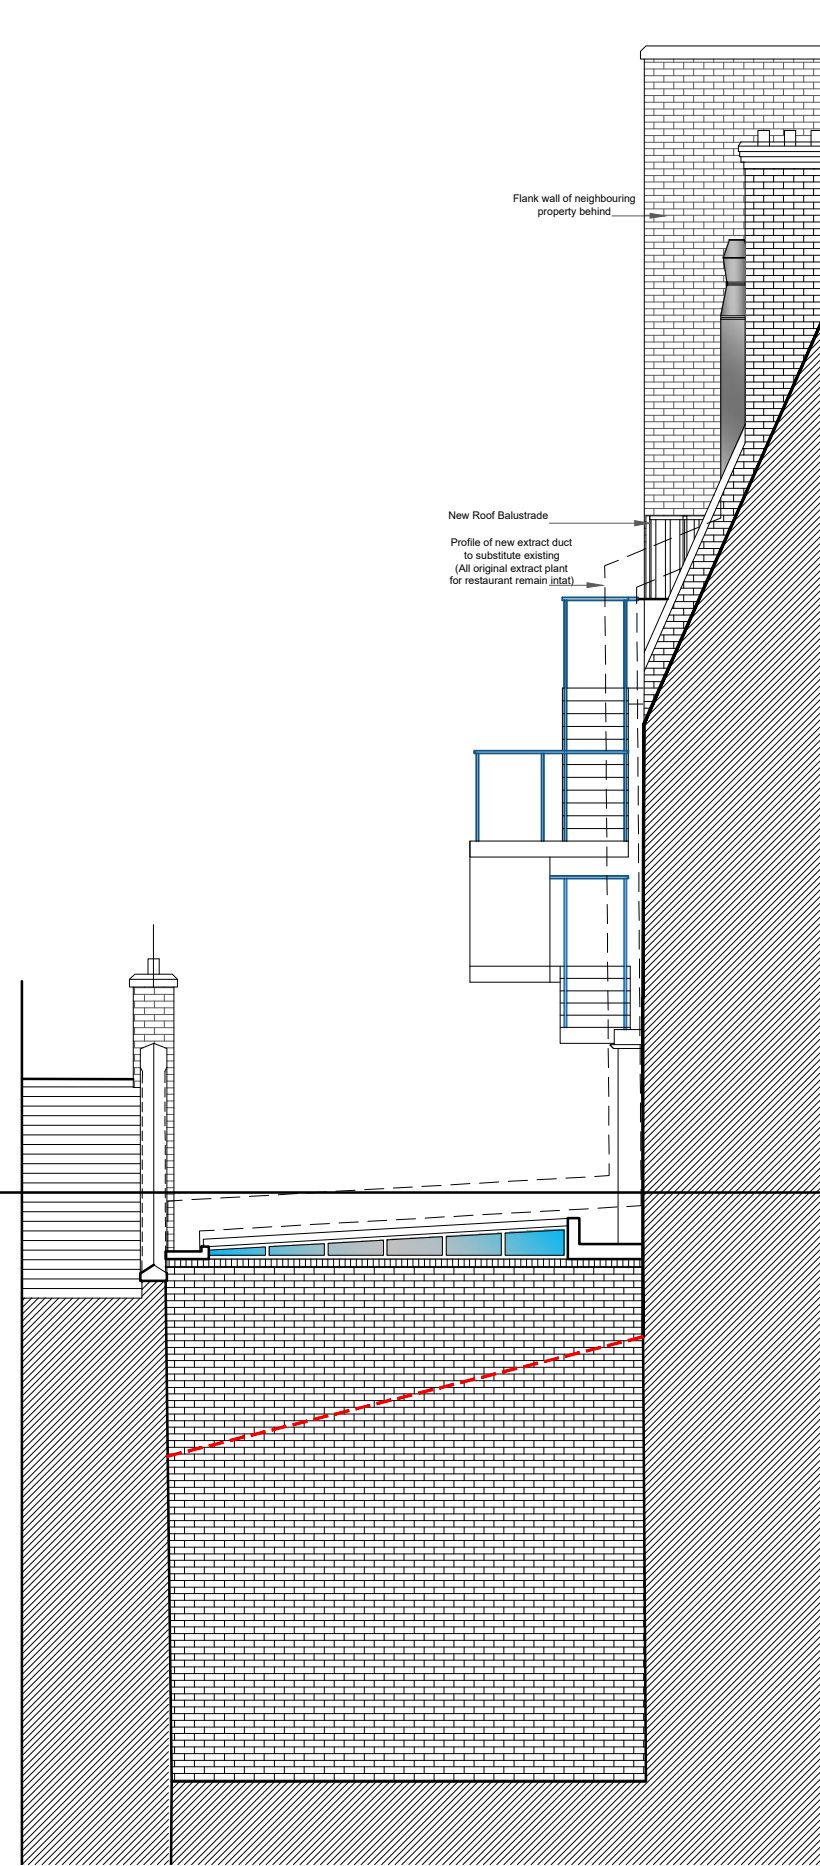 Flank wall of neighbouring
property behind
New Roof Balustrade
Profile of new extract duct
to substitute existing
(All original extract plant
for restaurant remain intat)